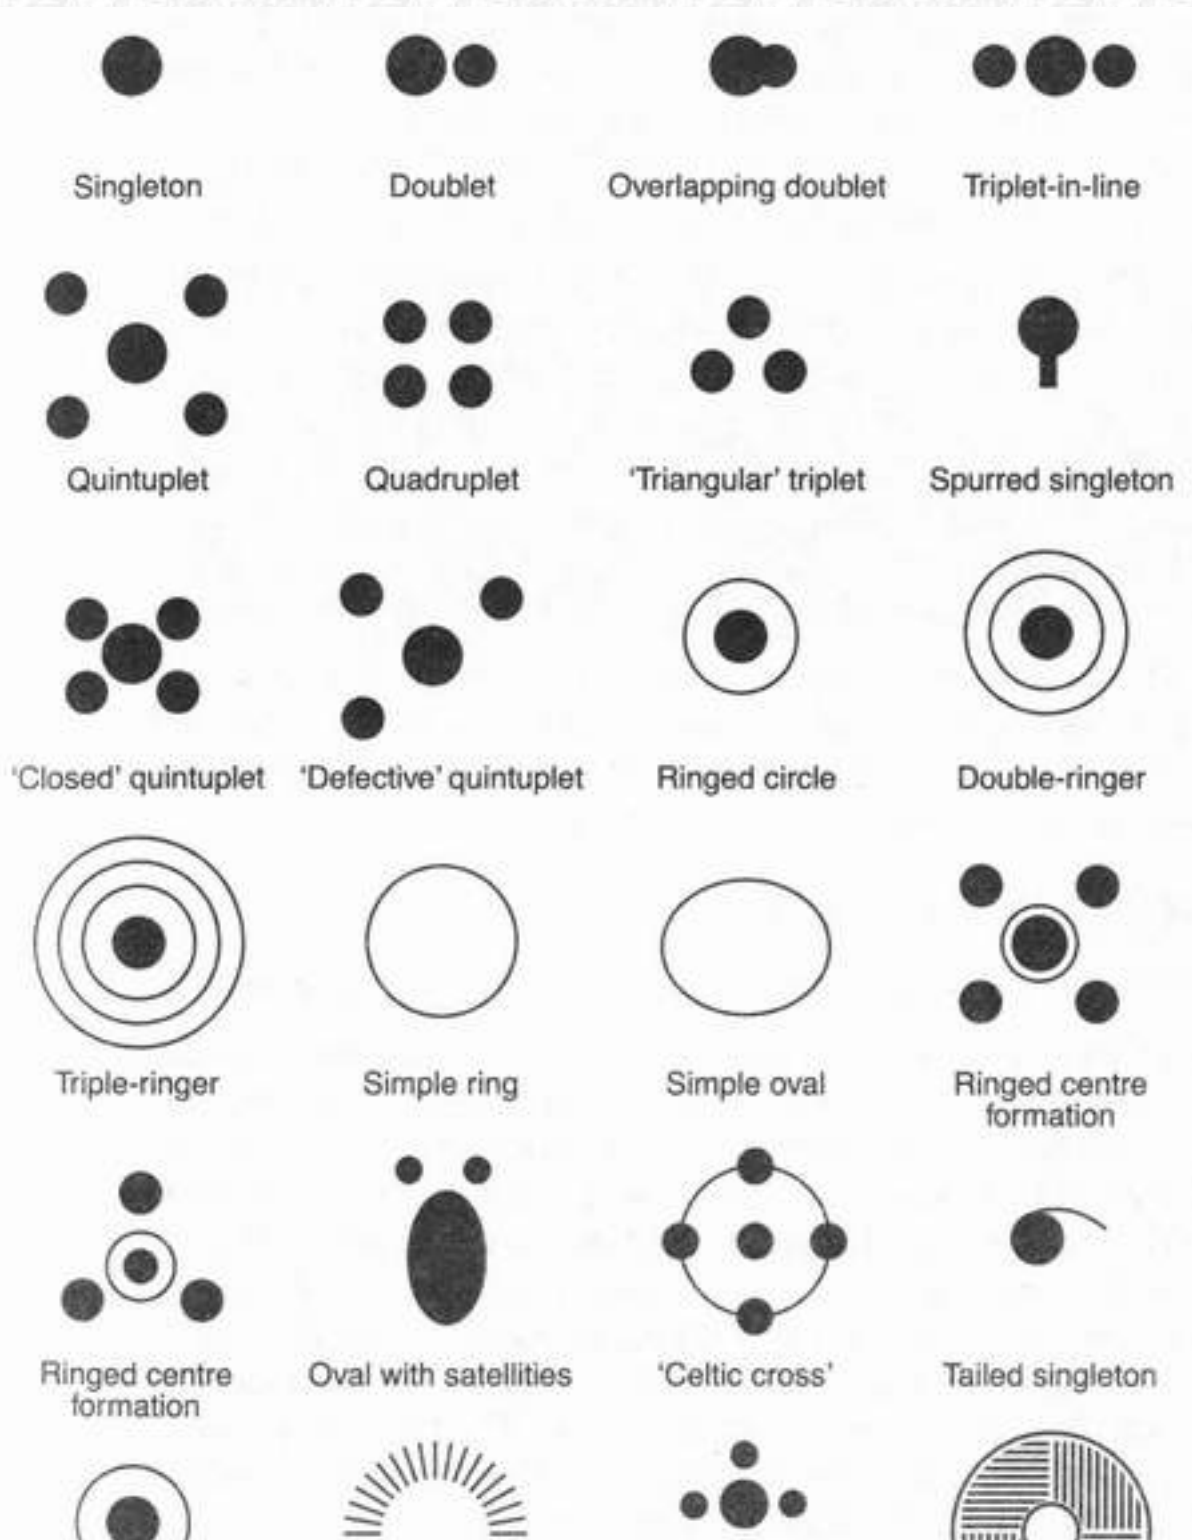 Singleton
Doublet
Overlapping doublet
Triplet-in-line
Quintuplet
Quadruplet
'Triangular' triplet
Spurred singleton
'Closed' quintuplet
'Defective' quintuplet
Ringed circle
Double-ringer
Triple-ringer
Simple ring
Simple oval
Ringed centre
formation
Ringed centre
formation
Oval with satellities
'Celtic cross'
Tailed singleton